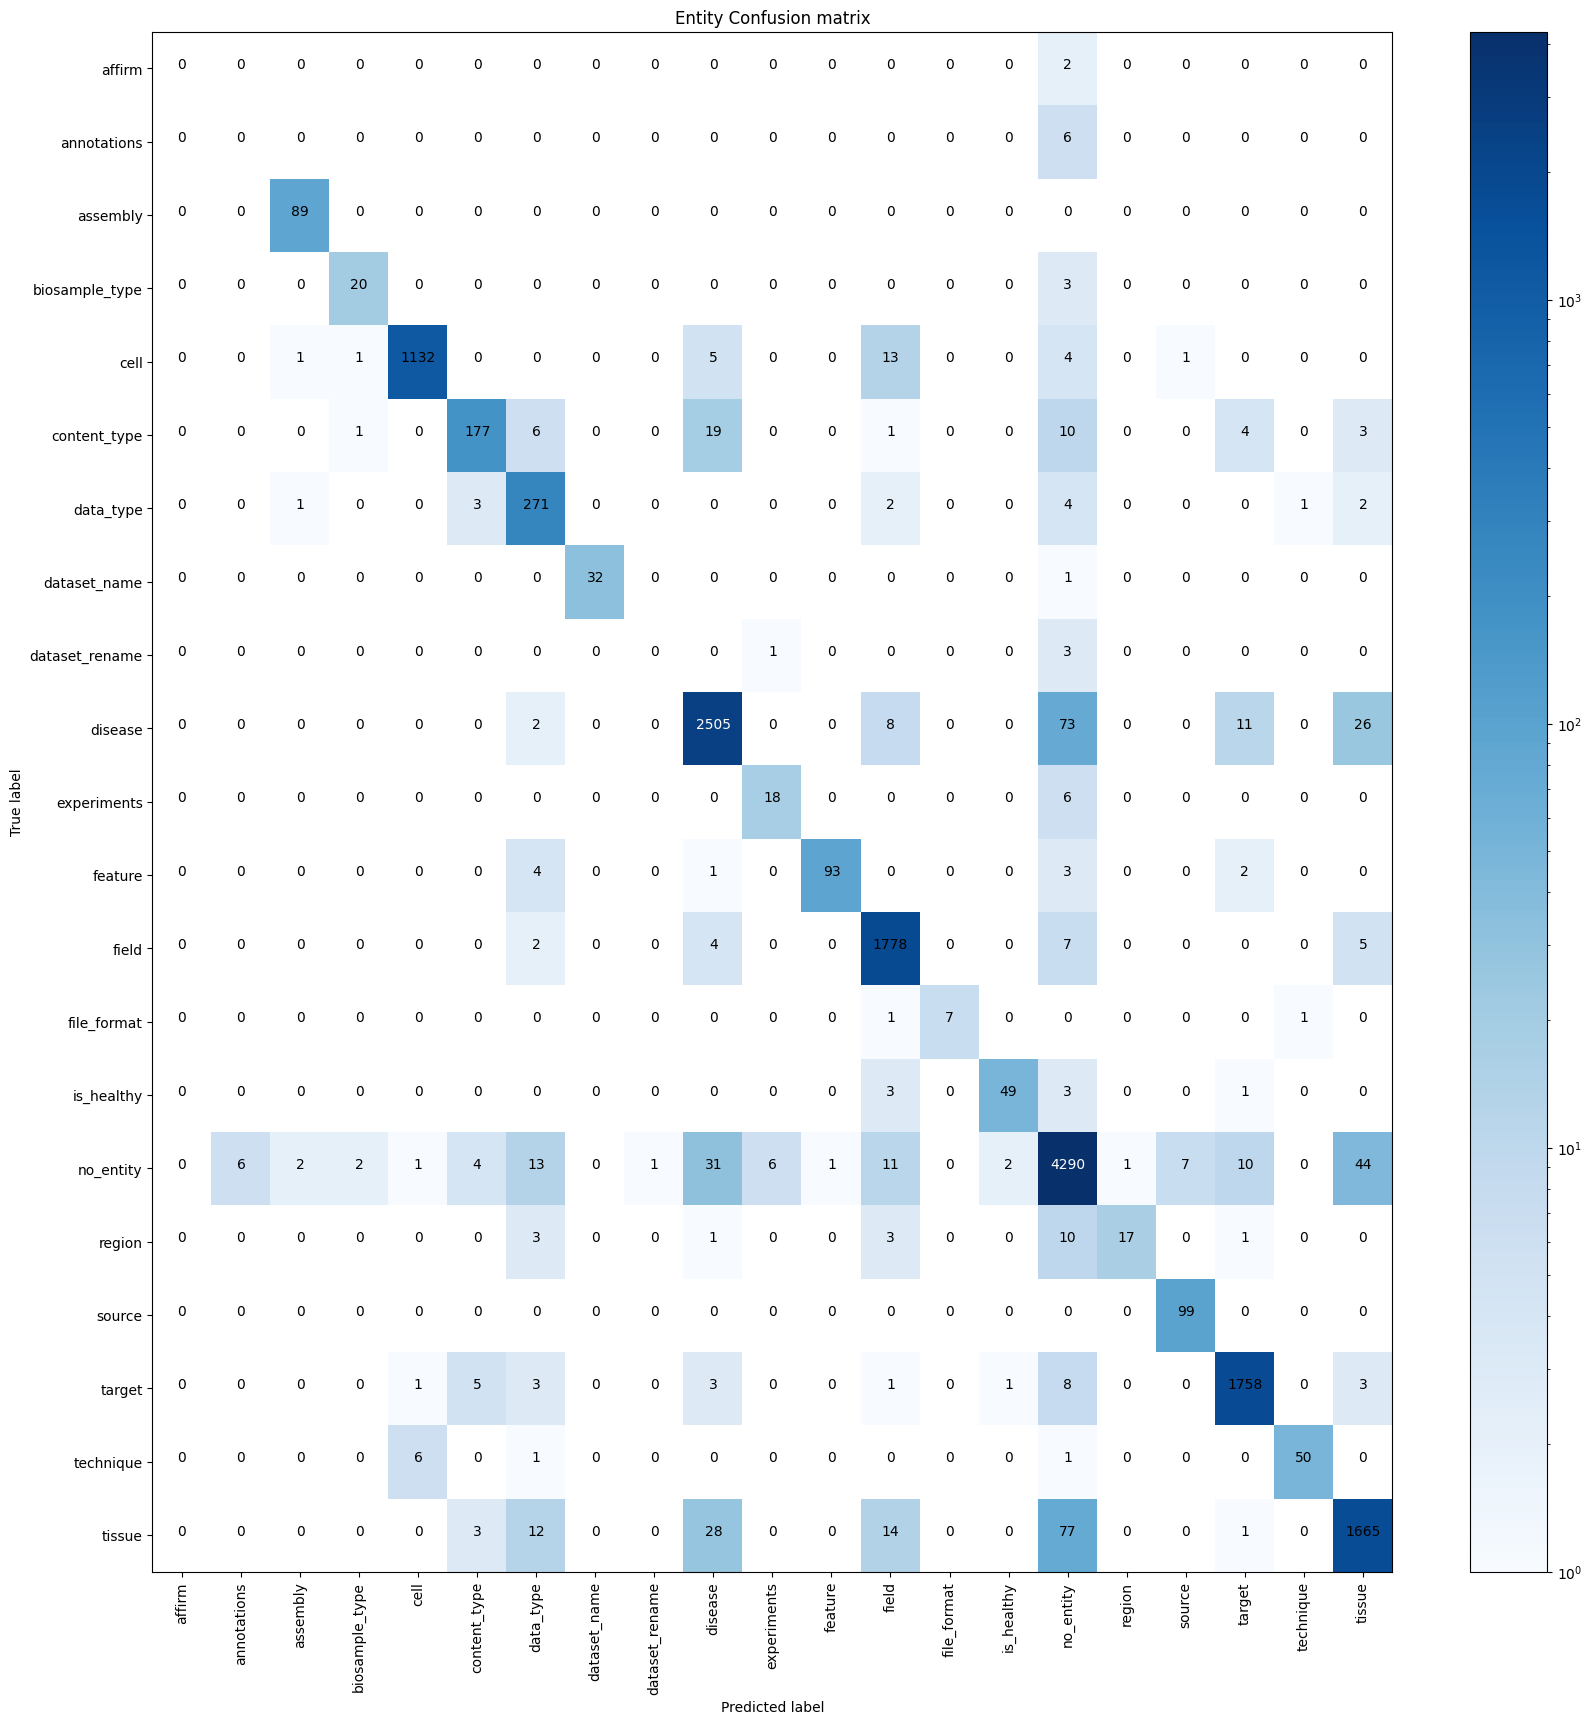 Entity Confusion matrix
affirm 0 0 0 0 0 0 0 0 0 0 0 0 0 0 0 2 0 0 0 0 0
annotations 0 0 0 0 0 0 0 0 0 0 0 0 0 0 0 6 0 0 0 0 0
assembly 0 0 89 0 0 0 0 0 0 0 0 0 0 0 0 0 0 0 0 0 0
biosample_type 0 0 0 20 0 0 0 0 0 0 0 0 0 0 0 3 0 0 0 0 0
cell 0 0 1 1 1132 0 0 0 0 5 0 0 13 0 0 4 0 1 0 0 0
content_type 0 0 0 1 0 177 6 0 0 19 0 0 1 0 0 10 0 0 4 0 3
data_type 0 0 1 0 0 3 271 0 0 0 0 0 2 0 0 4 0 0 0 1 2
dataset_name 0 0 0 0 0 0 0 32 0 0 0 0 0 0 0 1 0 0 0 0 0
dataset_rename 0 0 0 0 0 0 0 0 0 0 1 0 0 0 0 3 0 0 0 0 0
disease 0 0 0 0 0 0 2 0 0 2505 0 0 8 0 0 73 0 0 11 0 26
experiments 0 0 0 0 0 0 0 0 0 0 18 0 0 0 0 6 0 0 0 0 0
feature 0 0 0 0 0 0 4 0 0 1 0 93 0 0 0 3 0 0 2 0 0
field 0 0 0 0 0 0 2 0 0 4 0 0 1778 0 0 7 0 0 0 0 5
file_format 0 0 0 0 0 0 0 0 0 0 0 0 1 7 0 0 0 0 0 1 0
is_healthy 0 0 0 0 0 0 0 0 0 0 0 0 3 0 49 3 0 0 1 0 0
no_entity 0 6 2 2 1 4 13 0 1 31 6 1 11 0 2 4290 1 7 10 0 44
region 0 0 0 0 0 0 3 0 0 1 0 0 3 0 0 10 17 0 1 0 0
source 0 0 0 0 0 0 0 0 0 0 0 0 0 0 0 0 0 99 0 0 0
target 0 0 0 0 1 5 3 0 0 3 0 0 1 0 1 8 0 0 1758 0 3
technique 0 0 0 0 6 0 1 0 0 0 0 0 0 0 0 1 0 0 0 50 0
tissue 0 0 0 0 0 3 12 0 0 28 0 0 14 0 0 77 0 0 1 0 1665
True label
affirm
annotations
assembly
biosample_type
cell
content_type
data_type
dataset_name
dataset_rename
disease
experiments
feature
field
file_format
is_healthy
no_entity
region
source
target
technique
tissue
Predicted label
10³
10²
10¹
10⁰